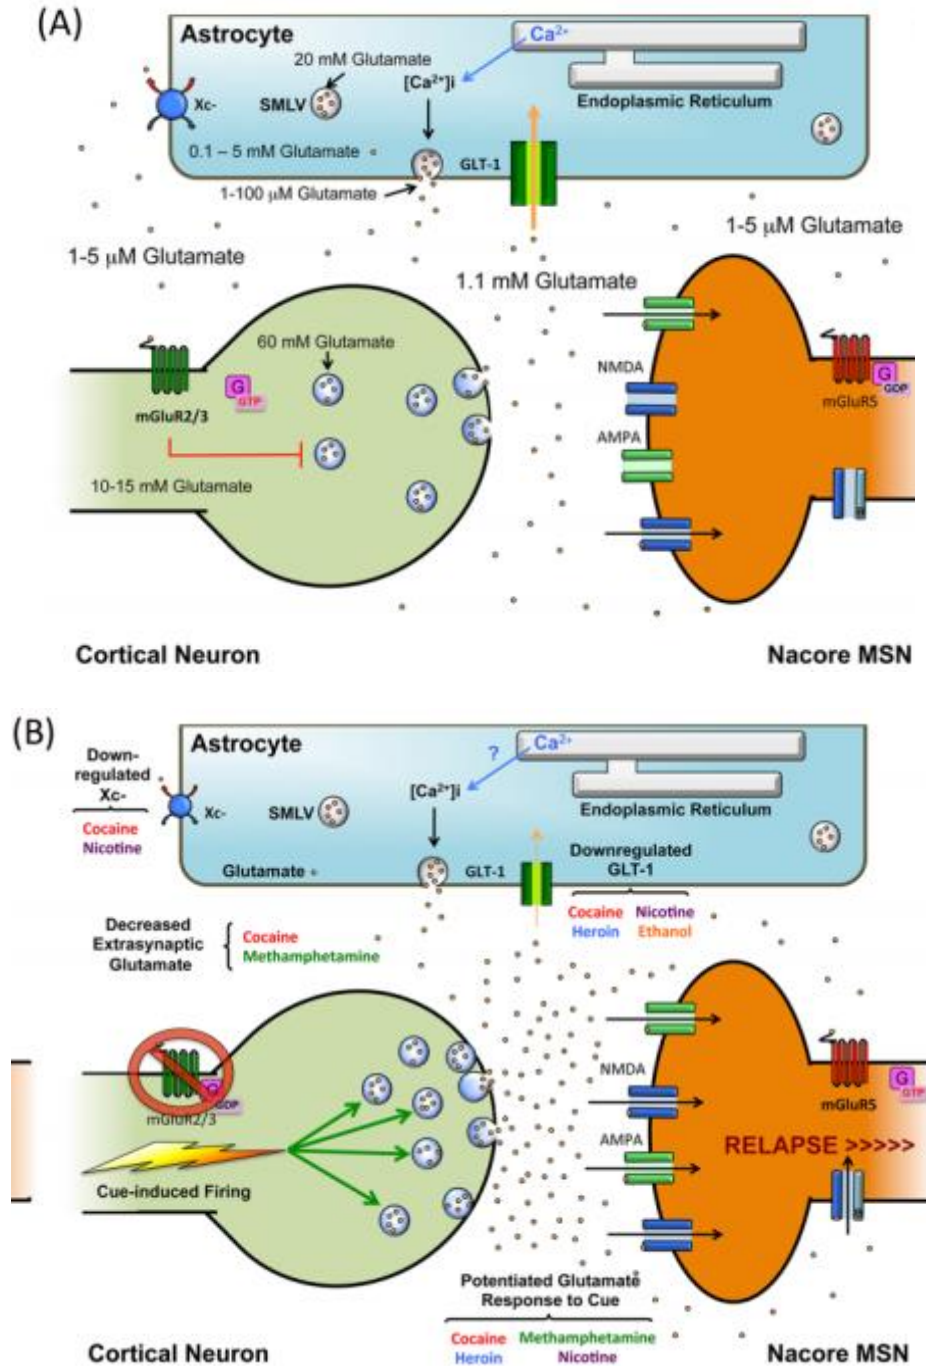 (A)
Astrocyte
Ca²⁺
20 mM Glutamate
[Ca²⁺]i
Xc-
SMLV
Endoplasmic Reticulum
0.1 – 5 mM Glutamate
GLT-1
1-100 μM Glutamate
1-5 μM Glutamate
1-5 μM Glutamate
1.1 mM Glutamate
60 mM Glutamate
NMDA
G
GTP
G
GDP
mGluR2/3
mGluR5
AMPA
10-15 mM Glutamate
Cortical Neuron
Nacore MSN
(B)
Down-
regulated
Xc-
Cocaine
Nicotine
Astrocyte
?
Ca²⁺
[Ca²⁺]i
Xc-
SMLV
Endoplasmic Reticulum
Glutamate
GLT-1
Downregulated
GLT-1
Cocaine Nicotine
Heroin Ethanol
Decreased
Extrasynaptic
Glutamate
Cocaine
Methamphetamine
NMDA
G
GDP
mGluR2/3
G
GTP
mGluR5
AMPA
RELAPSE >>>>>
Cue-induced Firing
Potentiated Glutamate
Response to Cue
Cocaine Methamphetamine
Heroin Nicotine
Cortical Neuron
Nacore MSN